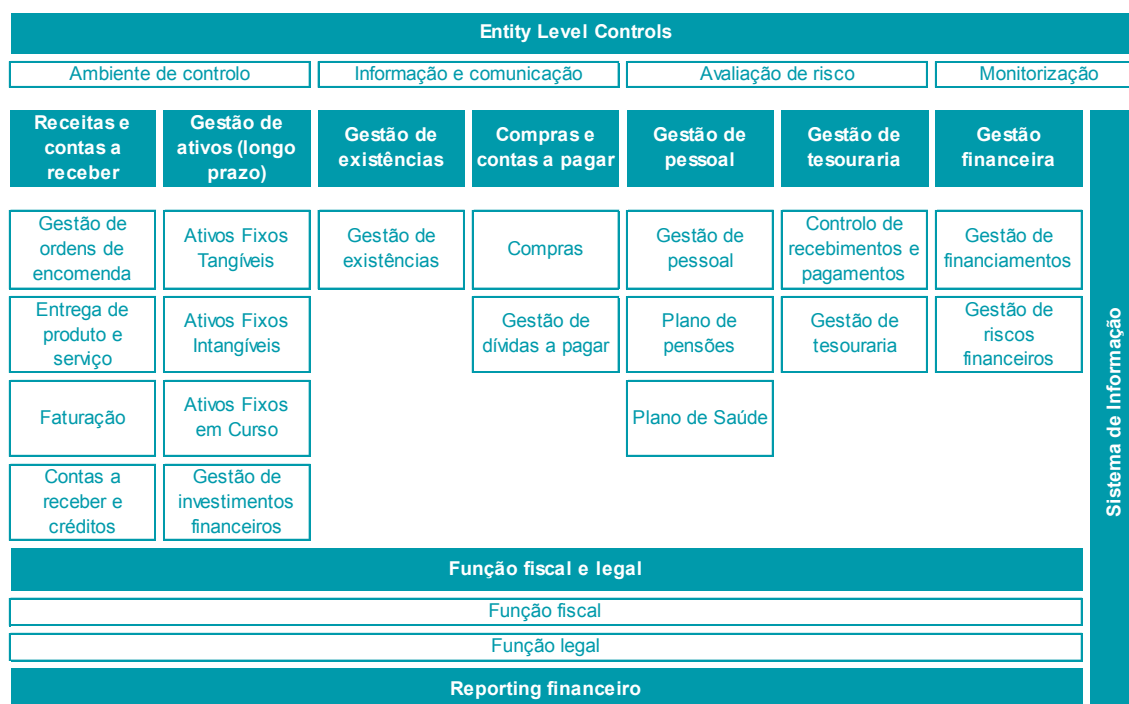 Entity Level Controls
Ambiente de controlo
Informação e comunicação
Avaliação de risco
Monitorização
Receitas e
contas a
receber
Gestão de
ativos (longo
prazo)
Gestão de
existências
Compras e
contas a pagar
Gestão de
pessoal
Gestão de
tesouraria
Gestão
financeira
Gestão de
ordens de
encomenda
Ativos Fixos
Tangíveis
Gestão de
existências
Compras
Gestão de
pessoal
Controlo de
recebimentos e
pagamentos
Gestão de
financiamentos
Entrega de
produto e
serviço
Ativos Fixos
Intangíveis
Gestão de
dívidas a pagar
Plano de
pensões
Gestão de
tesouraria
Gestão de
riscos
financeiros
Faturação
Ativos Fixos
em Curso
Plano de Saúde
Contas a
receber e
créditos
Gestão de
investimentos
financeiros
Sistema de Informação
Função fiscal e legal
Função fiscal
Função legal
Reporting financeiro